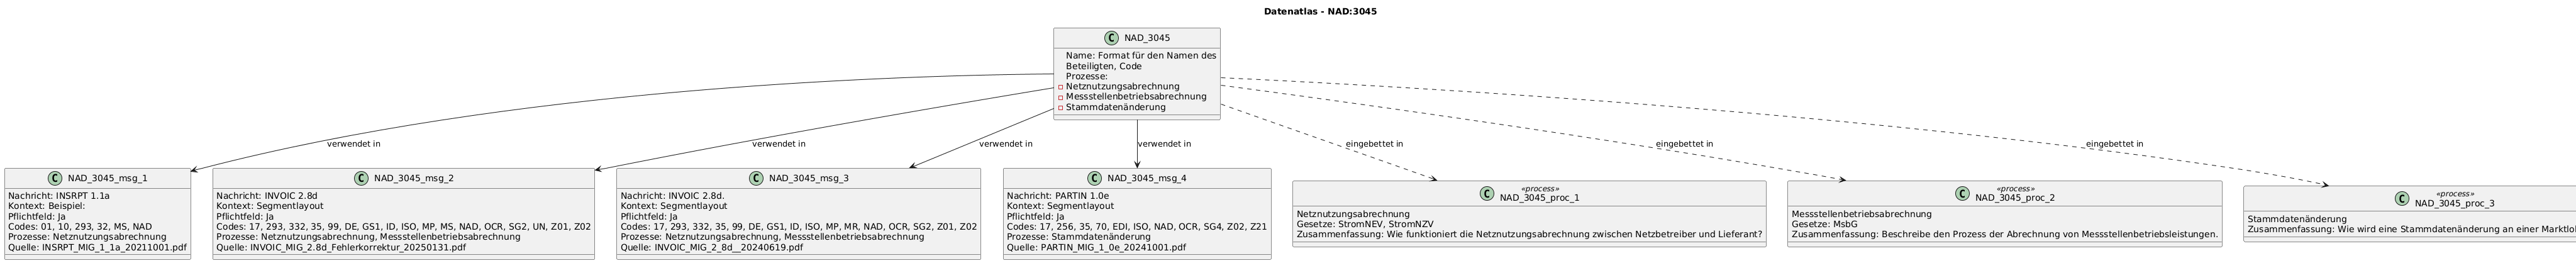 Datenatlas - NAD:3045
C NAD_3045
Name: Format für den Namen des
Beteiligten, Code
Prozesse:
Netznutzungsabrechnung
Messstellenbetriebsabrechnung
Stammdatenänderung
verwendet in
verwendet in
verwendet in
verwendet in
eingebettet in
eingebettet in
eingebettet in
C NAD_3045_msg_1
Nachricht: INSRPT 1.1a
Kontext: Beispiel:
Pflichtfeld: Ja
Codes: 01, 10, 293, 32, MS, NAD
Prozesse: Netznutzungsabrechnung
Quelle: INSRPT_MIG_1_1a_20211001.pdf
C NAD_3045_msg_2
Nachricht: INVOIC 2.8d
Kontext: Segmentlayout
Pflichtfeld: Ja
Codes: 17, 293, 332, 35, 99, DE, GS1, ID, ISO, MP, MS, NAD, OCR, SG2, UN, Z01, Z02
Prozesse: Netznutzungsabrechnung, Messstellenbetriebsabrechnung
Quelle: INVOIC_MIG_2.8d_Fehlerkorrektur_20250131.pdf
C NAD_3045_msg_3
Nachricht: INVOIC 2.8d.
Kontext: Segmentlayout
Pflichtfeld: Ja
Codes: 17, 293, 332, 35, 99, DE, GS1, ID, ISO, MP, MR, NAD, OCR, SG2, Z01, Z02
Prozesse: Netznutzungsabrechnung, Messstellenbetriebsabrechnung
Quelle: INVOIC_MIG_2_8d__20240619.pdf
C NAD_3045_msg_4
Nachricht: PARTIN 1.0e
Kontext: Segmentlayout
Pflichtfeld: Ja
Codes: 17, 256, 35, 70, EDI, ISO, NAD, OCR, SG4, Z02, Z21
Prozesse: Stammdatenänderung
Quelle: PARTIN_MIG_1_0e_20241001.pdf
«process»
C NAD_3045_proc_1
Netznutzungsabrechnung
Gesetze: StromNEV, StromNZV
Zusammenfassung: Wie funktioniert die Netznutzungsabrechnung zwischen Netzbetreiber und Lieferant?
«process»
C NAD_3045_proc_2
Messstellenbetriebsabrechnung
Gesetze: MsbG
Zusammenfassung: Beschreibe den Prozess der Abrechnung von Messstellenbetriebsleistungen.
«process»
C NAD_3045_proc_3
Stammdatenänderung
Zusammenfassung: Wie wird eine Stammdatenänderung an einer